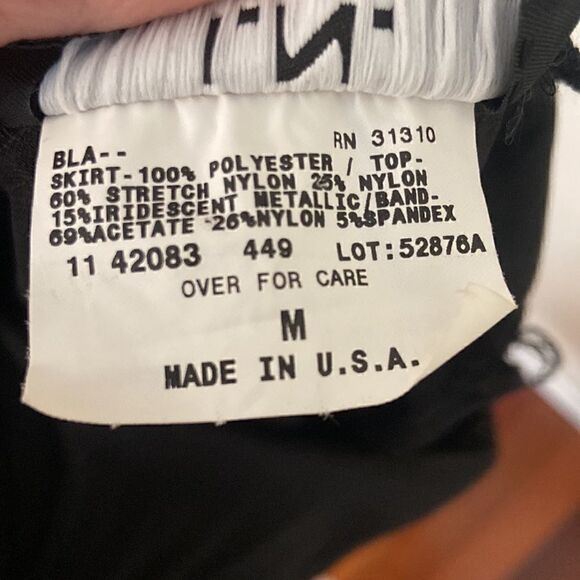 RN 31310
BLA--
SKIRT-100% POLYESTER / TOP-
60% STRETCH NYLON 25% NYLON
15%IRIDESCENT METALLIC/BAND-
69%ACETATE 26%NYLON 5%SPANDEX
11 42083 449 LOT:52876A
OVER FOR CARE
M
MADE IN U.S.A.